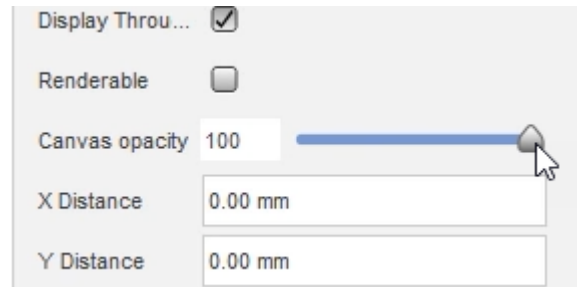 Display Throu...
Renderable
Canvas opacity 100
X Distance 0.00 mm
Y Distance 0.00 mm